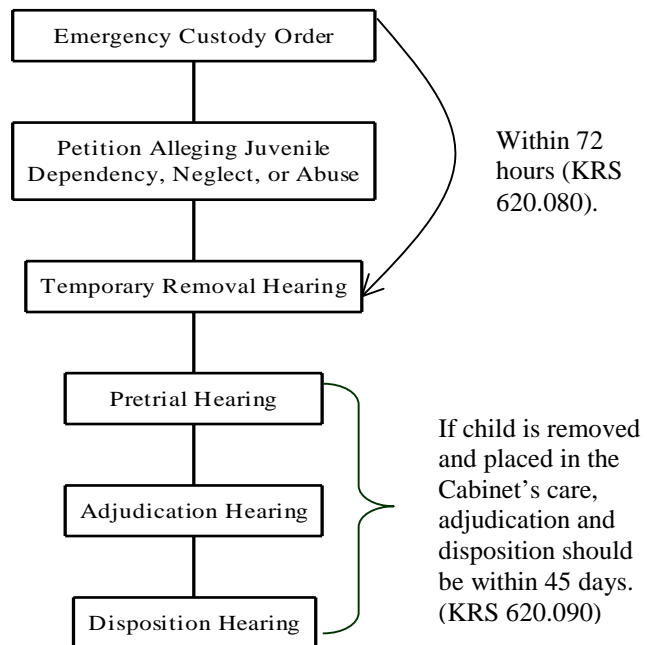 Emergency Custody Order
Petition Alleging Juvenile
Dependency, Neglect, or Abuse
Within 72
hours (KRS
620.080).
Temporary Removal Hearing
Pretrial Hearing
Adjudication Hearing
Disposition Hearing
If child is removed
and placed in the
Cabinet's care,
adjudication and
disposition should
be within 45 days.
(KRS 620.090)